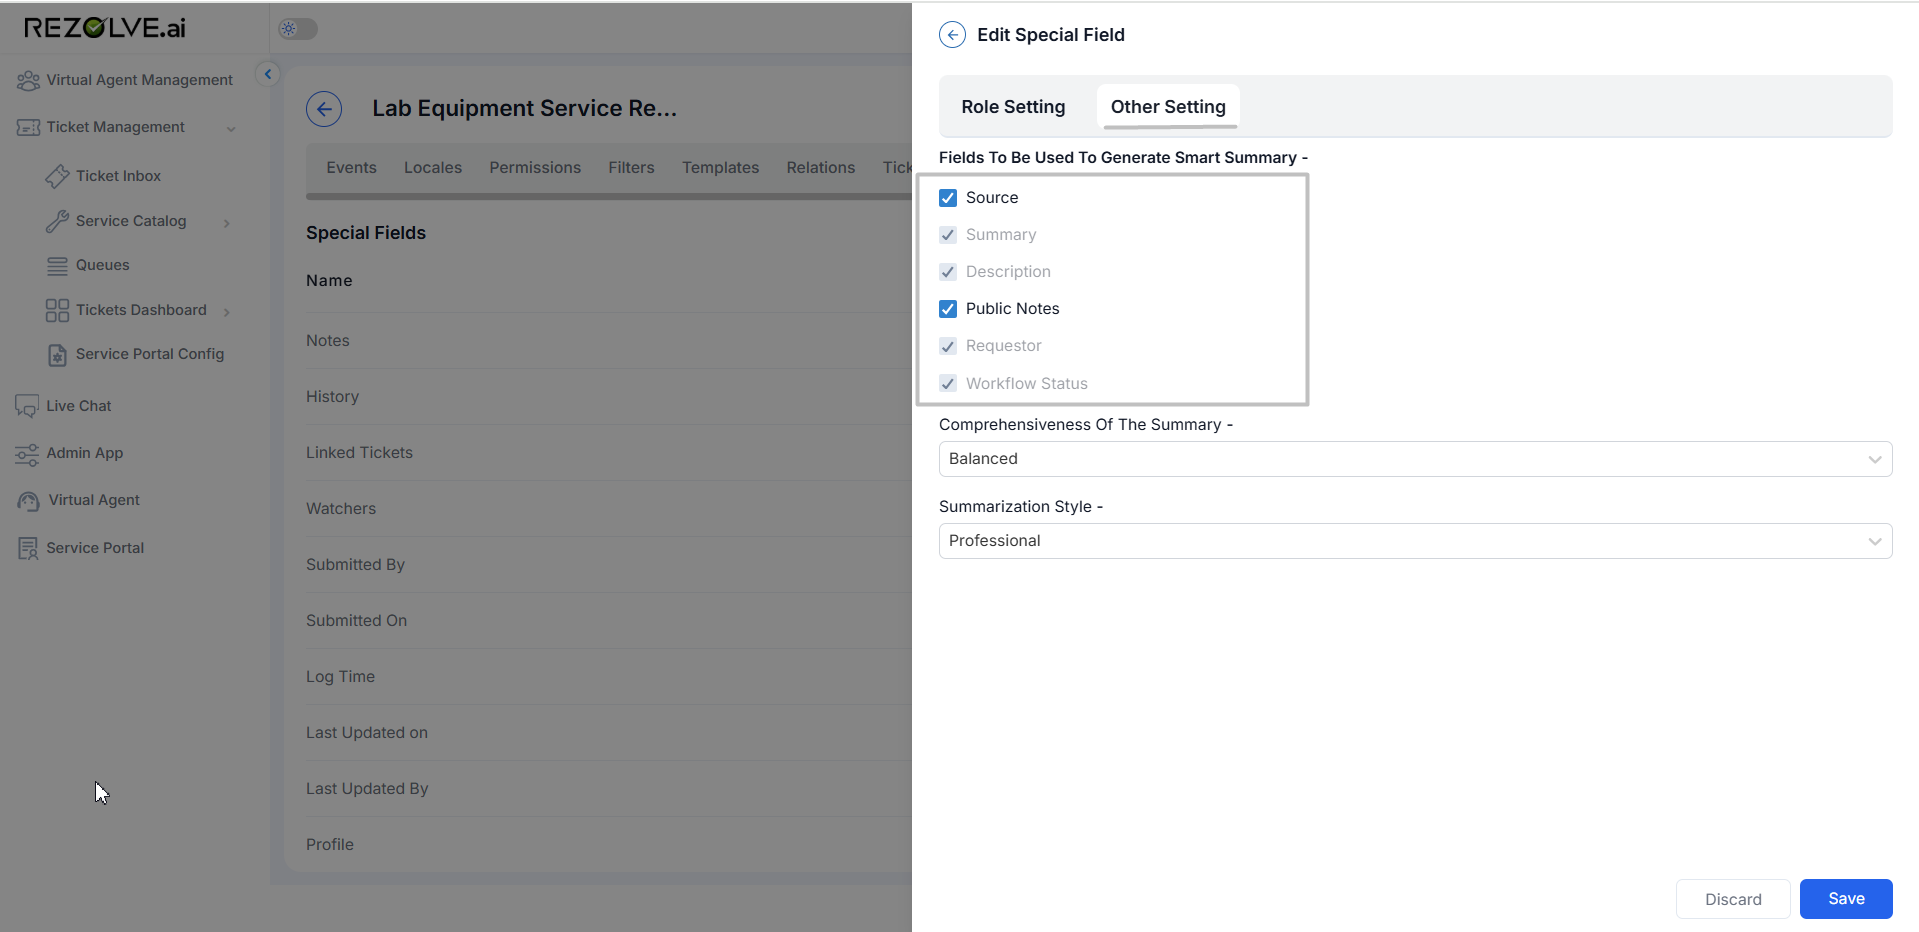 REZOLVE.ai
Virtual Agent Management
Ticket Management
Ticket Inbox
Service Catalog
Queues
Tickets Dashboard
Service Portal Config
Live Chat
Admin App
Virtual Agent
Service Portal
Lab Equipment Service Re...
Events Locales Permissions Filters Templates Relations Tick
Special Fields
Name
Notes
History
Linked Tickets
Watchers
Submitted By
Submitted On
Log Time
Last Updated on
Last Updated By
Profile
Edit Special Field
Role Setting Other Setting
Fields To Be Used To Generate Smart Summary -
Source
Summary
Description
Public Notes
Requestor
Workflow Status
Comprehensiveness Of The Summary -
Balanced
Summarization Style -
Professional
Discard Save